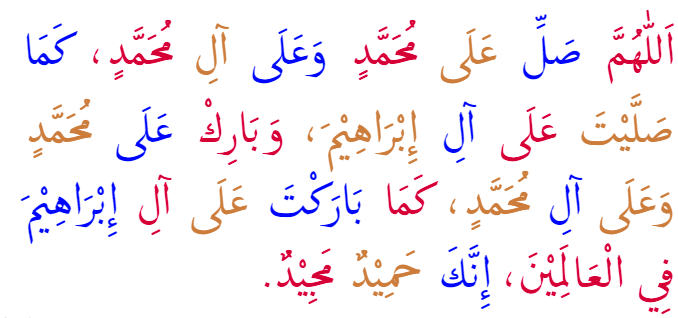 اَللّٰهُمَّ صَلِّ عَلَى مُحَمَّدٍ وَعَلَى آلِ مُحَمَّدٍ، كَمَا
صَلَّيْتَ عَلَى آلِ إِبْرَاهِيْمَ، وَبَارِكْ عَلَى مُحَمَّدٍ
وَعَلَى آلِ مُحَمَّدٍ، كَمَا بَارَكْتَ عَلَى آلِ إِبْرَاهِيْمَ
فِي الْعَالَمِيْنَ، إِنَّكَ حَمِيْدٌ مَجِيْدٌ.